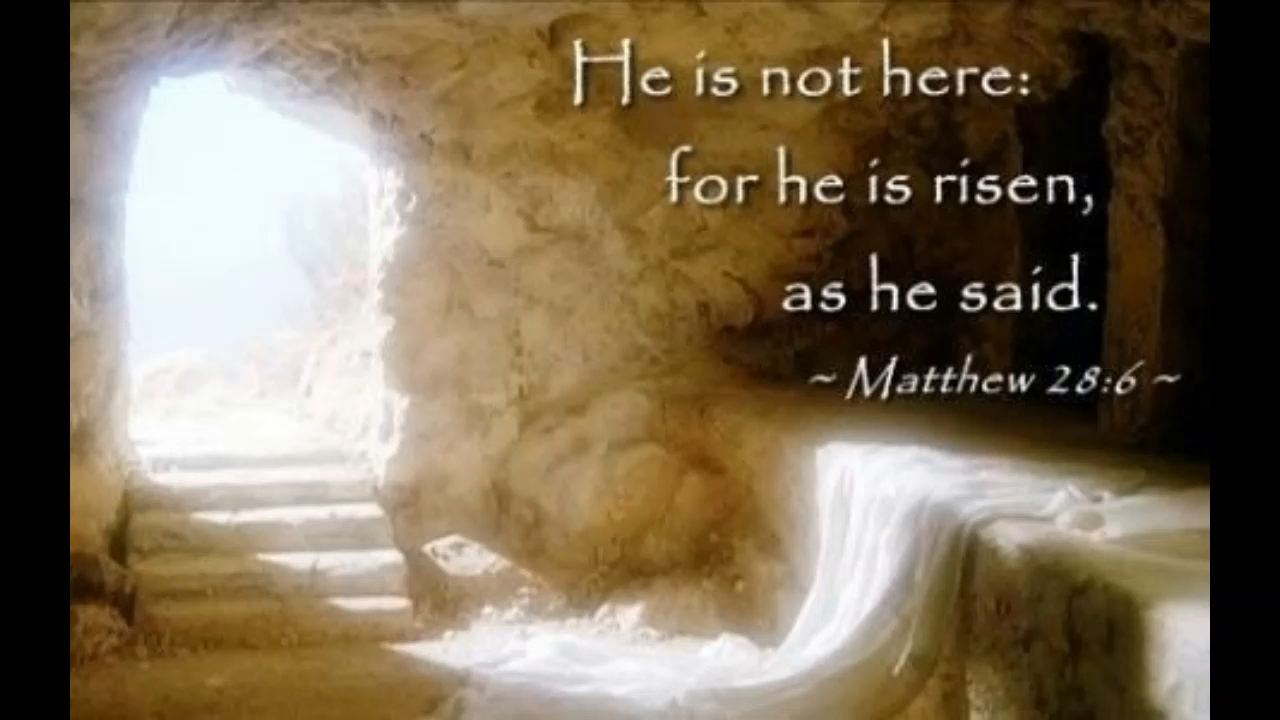 He is not here:
for he is risen,
as he said.
~ Matthew 28:6 ~